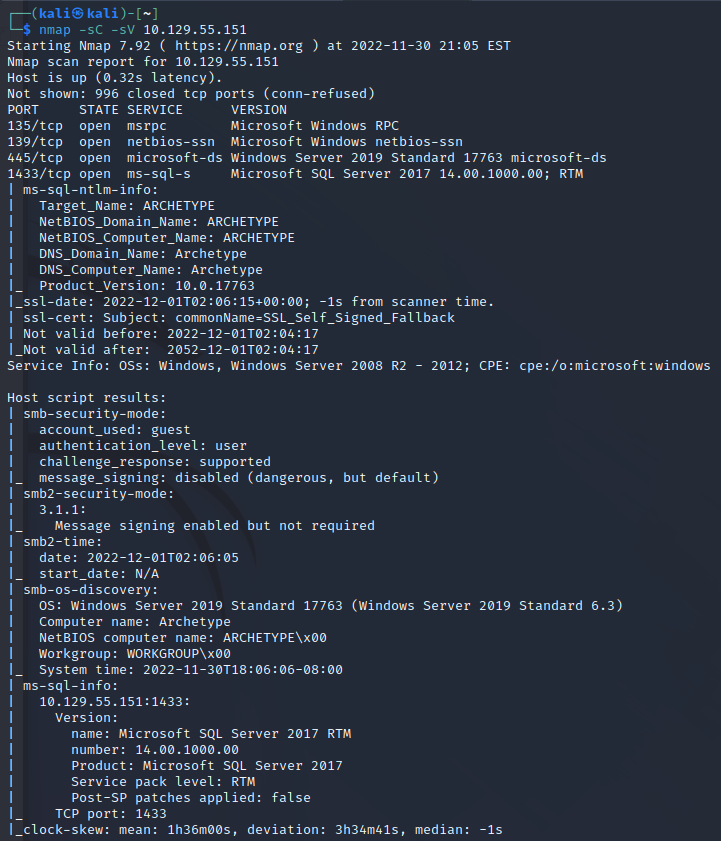 ┌──(kali㉿kali)-[~]
└─$ nmap -sC -sV 10.129.55.151
Starting Nmap 7.92 ( https://nmap.org ) at 2022-11-30 21:05 EST
Nmap scan report for 10.129.55.151
Host is up (0.32s latency).
Not shown: 996 closed tcp ports (conn-refused)
PORT     STATE SERVICE      VERSION
135/tcp  open  msrpc        Microsoft Windows RPC
139/tcp  open  netbios-ssn  Microsoft Windows netbios-ssn
445/tcp  open  microsoft-ds Windows Server 2019 Standard 17763 microsoft-ds
1433/tcp open  ms-sql-s     Microsoft SQL Server 2017 14.00.1000.00; RTM
| ms-sql-ntlm-info:
|   Target_Name: ARCHETYPE
|   NetBIOS_Domain_Name: ARCHETYPE
|   NetBIOS_Computer_Name: ARCHETYPE
|   DNS_Domain_Name: Archetype
|   DNS_Computer_Name: Archetype
|_  Product_Version: 10.0.17763
|_ssl-date: 2022-12-01T02:06:15+00:00; -1s from scanner time.
| ssl-cert: Subject: commonName=SSL_Self_Signed_Fallback
| Not valid before: 2022-12-01T02:04:17
|_Not valid after:  2052-12-01T02:04:17
Service Info: OSs: Windows, Windows Server 2008 R2 - 2012; CPE: cpe:/o:microsoft:windows

Host script results:
| smb-security-mode:
|   account_used: guest
|   authentication_level: user
|   challenge_response: supported
|_  message_signing: disabled (dangerous, but default)
| smb2-security-mode:
|   3.1.1:
|_    Message signing enabled but not required
| smb2-time:
|   date: 2022-12-01T02:06:05
|_  start_date: N/A
| smb-os-discovery:
|   OS: Windows Server 2019 Standard 17763 (Windows Server 2019 Standard 6.3)
|   Computer name: Archetype
|   NetBIOS computer name: ARCHETYPE\x00
|   Workgroup: WORKGROUP\x00
|_  System time: 2022-11-30T18:06:06-08:00
| ms-sql-info:
|   10.129.55.151:1433:
|     Version:
|       name: Microsoft SQL Server 2017 RTM
|       number: 14.00.1000.00
|       Product: Microsoft SQL Server 2017
|       Service pack level: RTM
|       Post-SP patches applied: false
|_    TCP port: 1433
|_clock-skew: mean: 1h36m00s, deviation: 3h34m41s, median: -1s